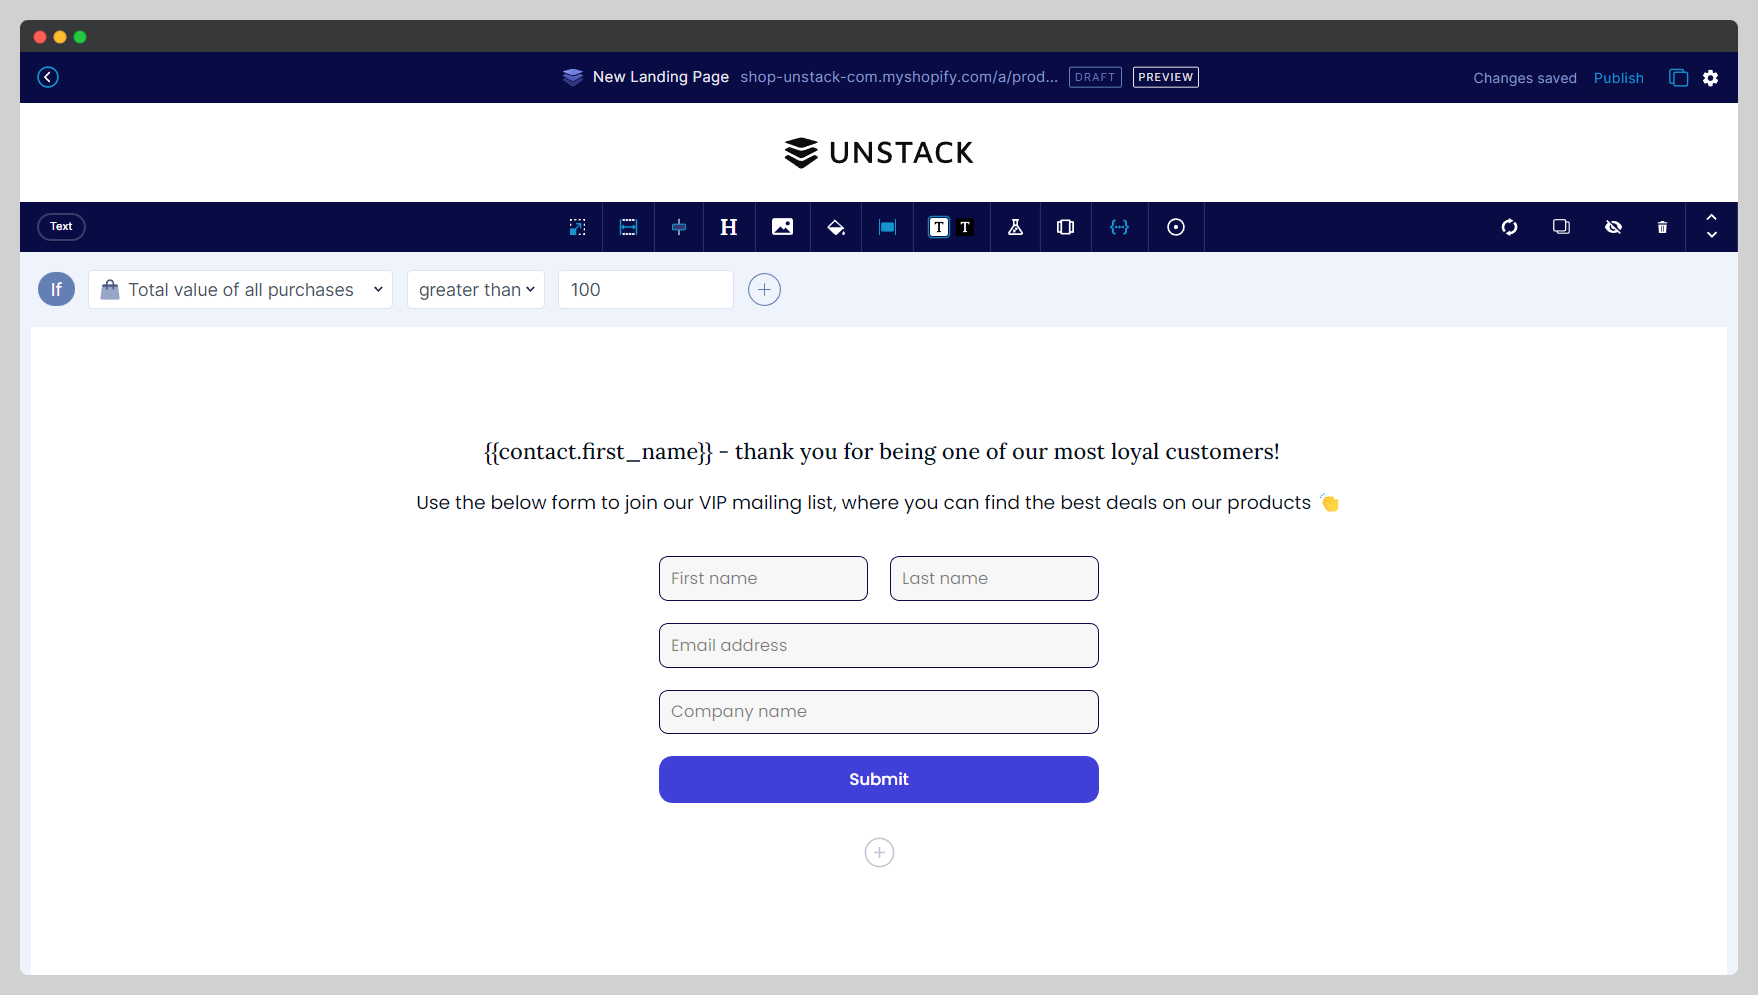 New Landing Page shop-unstack-com.myshopify.com/a/prod... DRAFT PREVIEW Changes saved Publish
UNSTACK
Text H T T
If Total value of all purchases greater than 100
{{contact.first_name}} - thank you for being one of our most loyal customers!
Use the below form to join our VIP mailing list, where you can find the best deals on our products 👏
First name Last name
Email address
Company name
Submit